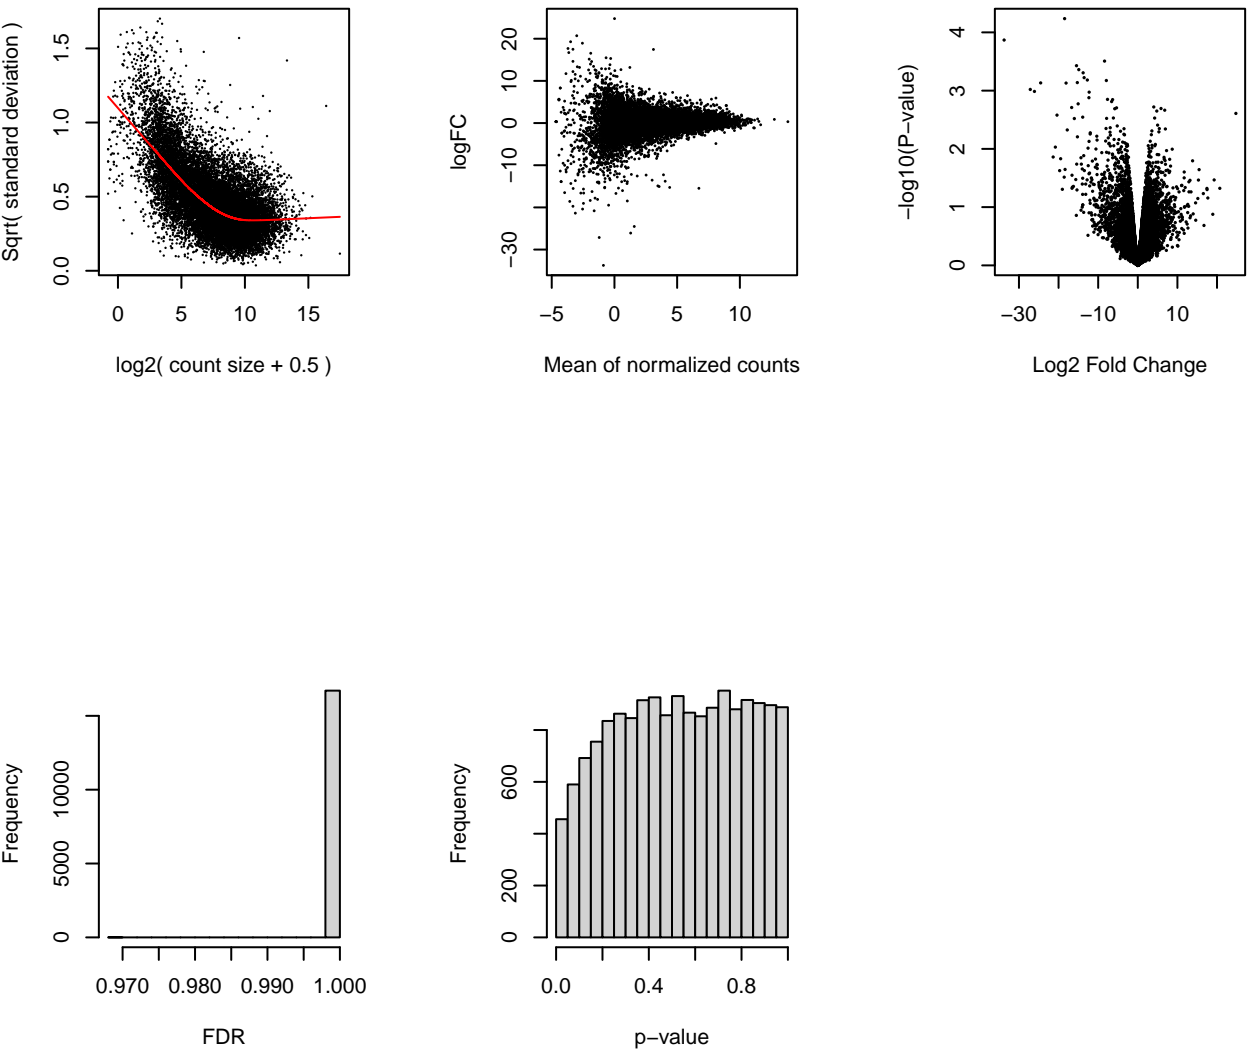 Sqrt( standard deviation )
1.5
1.0
0.5
0.0
0 5 10 15
log2( count size + 0.5 )
logFC
20
10
0
−10
−30
−5 0 5 10
Mean of normalized counts
−log10(P−value)
4
3
2
1
0
−30 −10 10
Log2 Fold Change
Frequency
10000
5000
0
0.970 0.980 0.990 1.000
FDR
Frequency
600
200
0
0.0 0.4 0.8
p−value